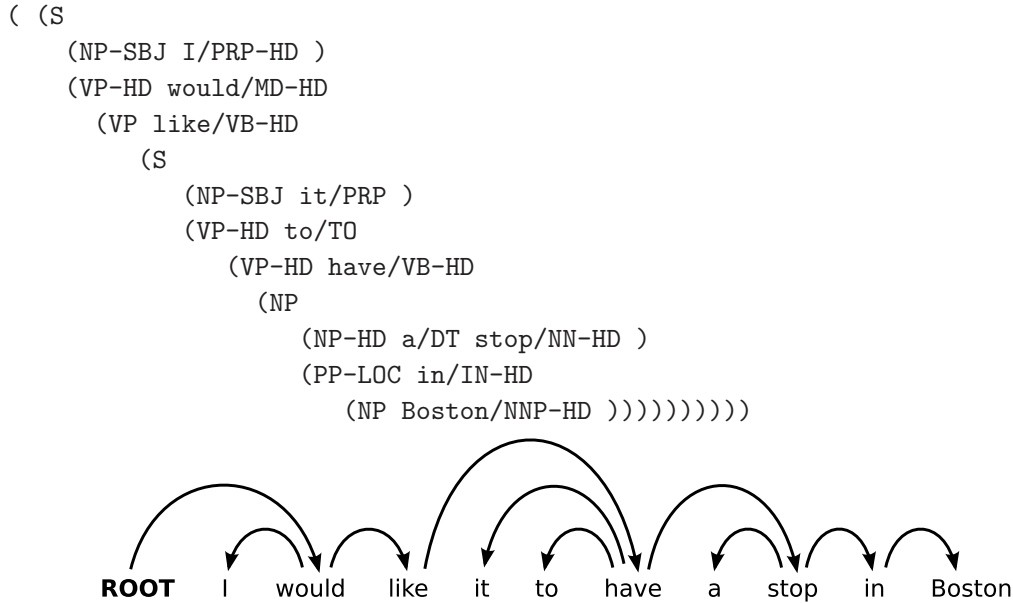 ( (S
(NP-SBJ I/PRP-HD )
(VP-HD would/MD-HD
(VP like/VB-HD
(S
(NP-SBJ it/PRP )
(VP-HD to/TO
(VP-HD have/VB-HD
(NP
(NP-HD a/DT stop/NN-HD )
(PP-LOC in/IN-HD
(NP Boston/NNP-HD ))))))))))
ROOT I would like it to have a stop in Boston